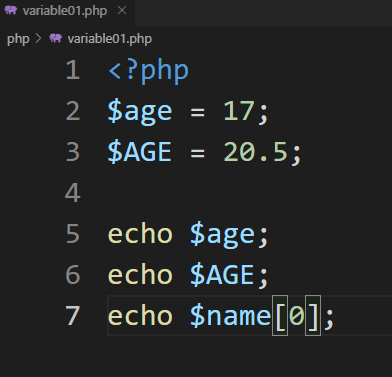 variable01.php ×
php > variable01.php
1 <?php
2 $age = 17;
3 $AGE = 20.5;
4
5 echo $age;
6 echo $AGE;
7 echo $name[0];